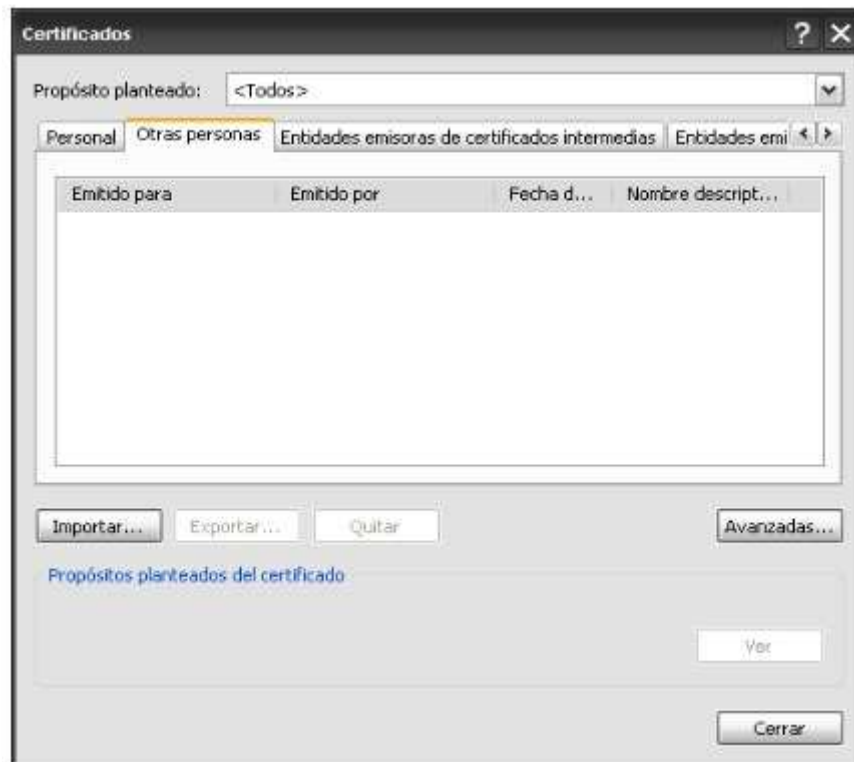 Certificados
Propósito planteado: <Todos>
Personal Otras personas Entidades emisoras de certificados intermedias Entidades emi
Emitido para Emitido por Fecha d... Nombre descript...
Importar... Exportar... Quitar Avanzadas...
Propósitos planteados del certificado
Ver
Cerrar